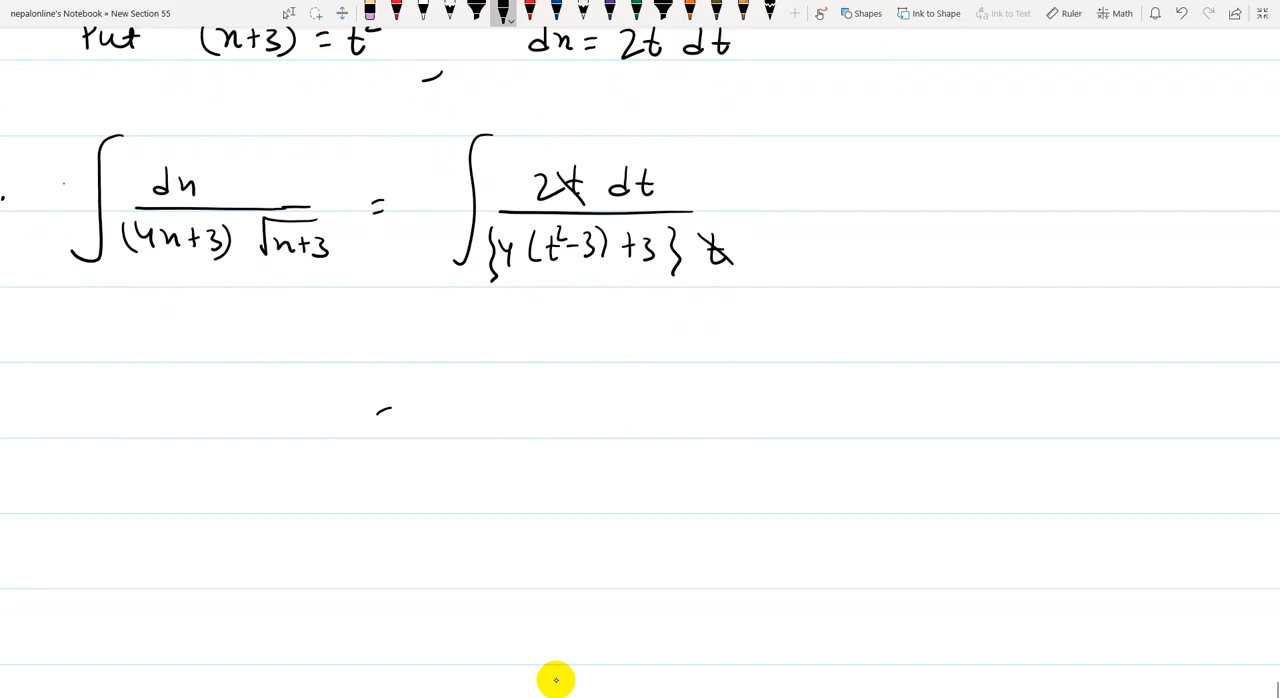 nepalonline's Notebook » New Section 55
Shapes Ink to Shape Ink to Text Ruler Math
Put (x+3) = t² dx = 2t dt
∫ dx / (4x+3) √x+3 = ∫ 2t dt / {4(t²-3)+3} t